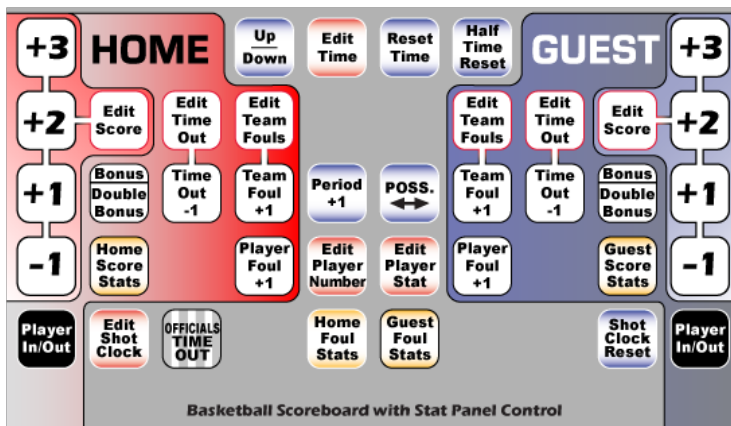 +3
HOME
Up
Down
Edit
Time
Reset
Time
Half
Time
Reset
GUEST
+3
+2
Edit
Score
Edit
Time
Out
Edit
Team
Fouls
Edit
Team
Fouls
Edit
Time
Out
Edit
Score
+2
+1
Bonus
Double
Bonus
Time
Out
-1
Team
Foul
+1
Period
+1
POSS.
Team
Foul
+1
Time
Out
-1
Bonus
Double
Bonus
+1
-1
Home
Score
Stats
Player
Foul
+1
Edit
Player
Number
Edit
Player
Stat
Player
Foul
+1
Guest
Score
Stats
-1
Player
In/Out
Edit
Shot
Clock
OFFICIALS
TIME
OUT
Home
Foul
Stats
Guest
Foul
Stats
Shot
Clock
Reset
Player
In/Out
Basketball Scoreboard with Stat Panel Control